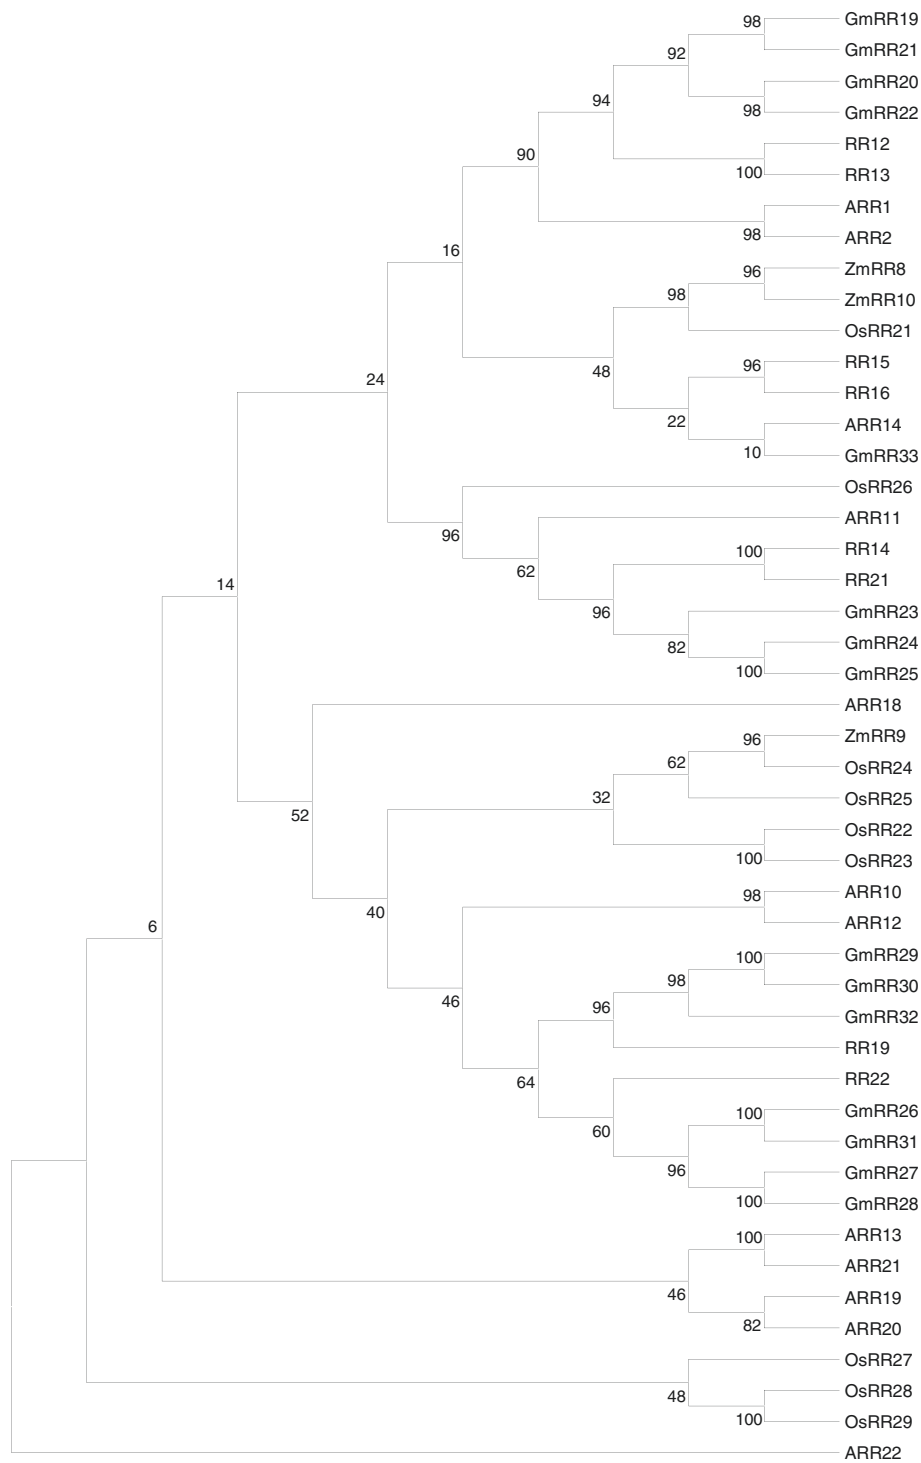 98 GmRR19
GmRR21
92
GmRR20
98 GmRR22
94
RR12
100 RR13
90
ARR1
98 ARR2
16
96 ZmRR8
ZmRR10
98
OsRR21
48
96 RR15
RR16
22
ARR14
10 GmRR33
24
OsRR26
96
ARR11
62
100 RR14
RR21
96
GmRR23
82
GmRR24
100 GmRR25
14
ARR18
52
96 ZmRR9
OsRR24
62
OsRR25
32
OsRR22
100 OsRR23
40
98 ARR10
ARR12
46
100 GmRR29
GmRR30
98
GmRR32
96
RR19
64
RR22
60
100 GmRR26
GmRR31
96
GmRR27
100 GmRR28
6
100 ARR13
ARR21
46
ARR19
82 ARR20
OsRR27
48
OsRR28
100 OsRR29
ARR22